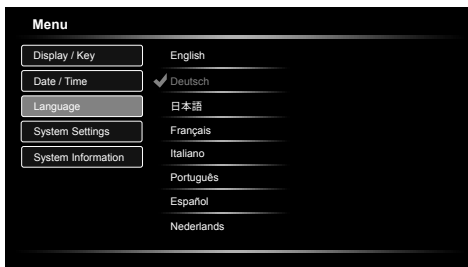 Menu
Display / Key
Date / Time
Language
System Settings
System Information
English
Deutsch
日本語
Français
Italiano
Português
Español
Nederlands